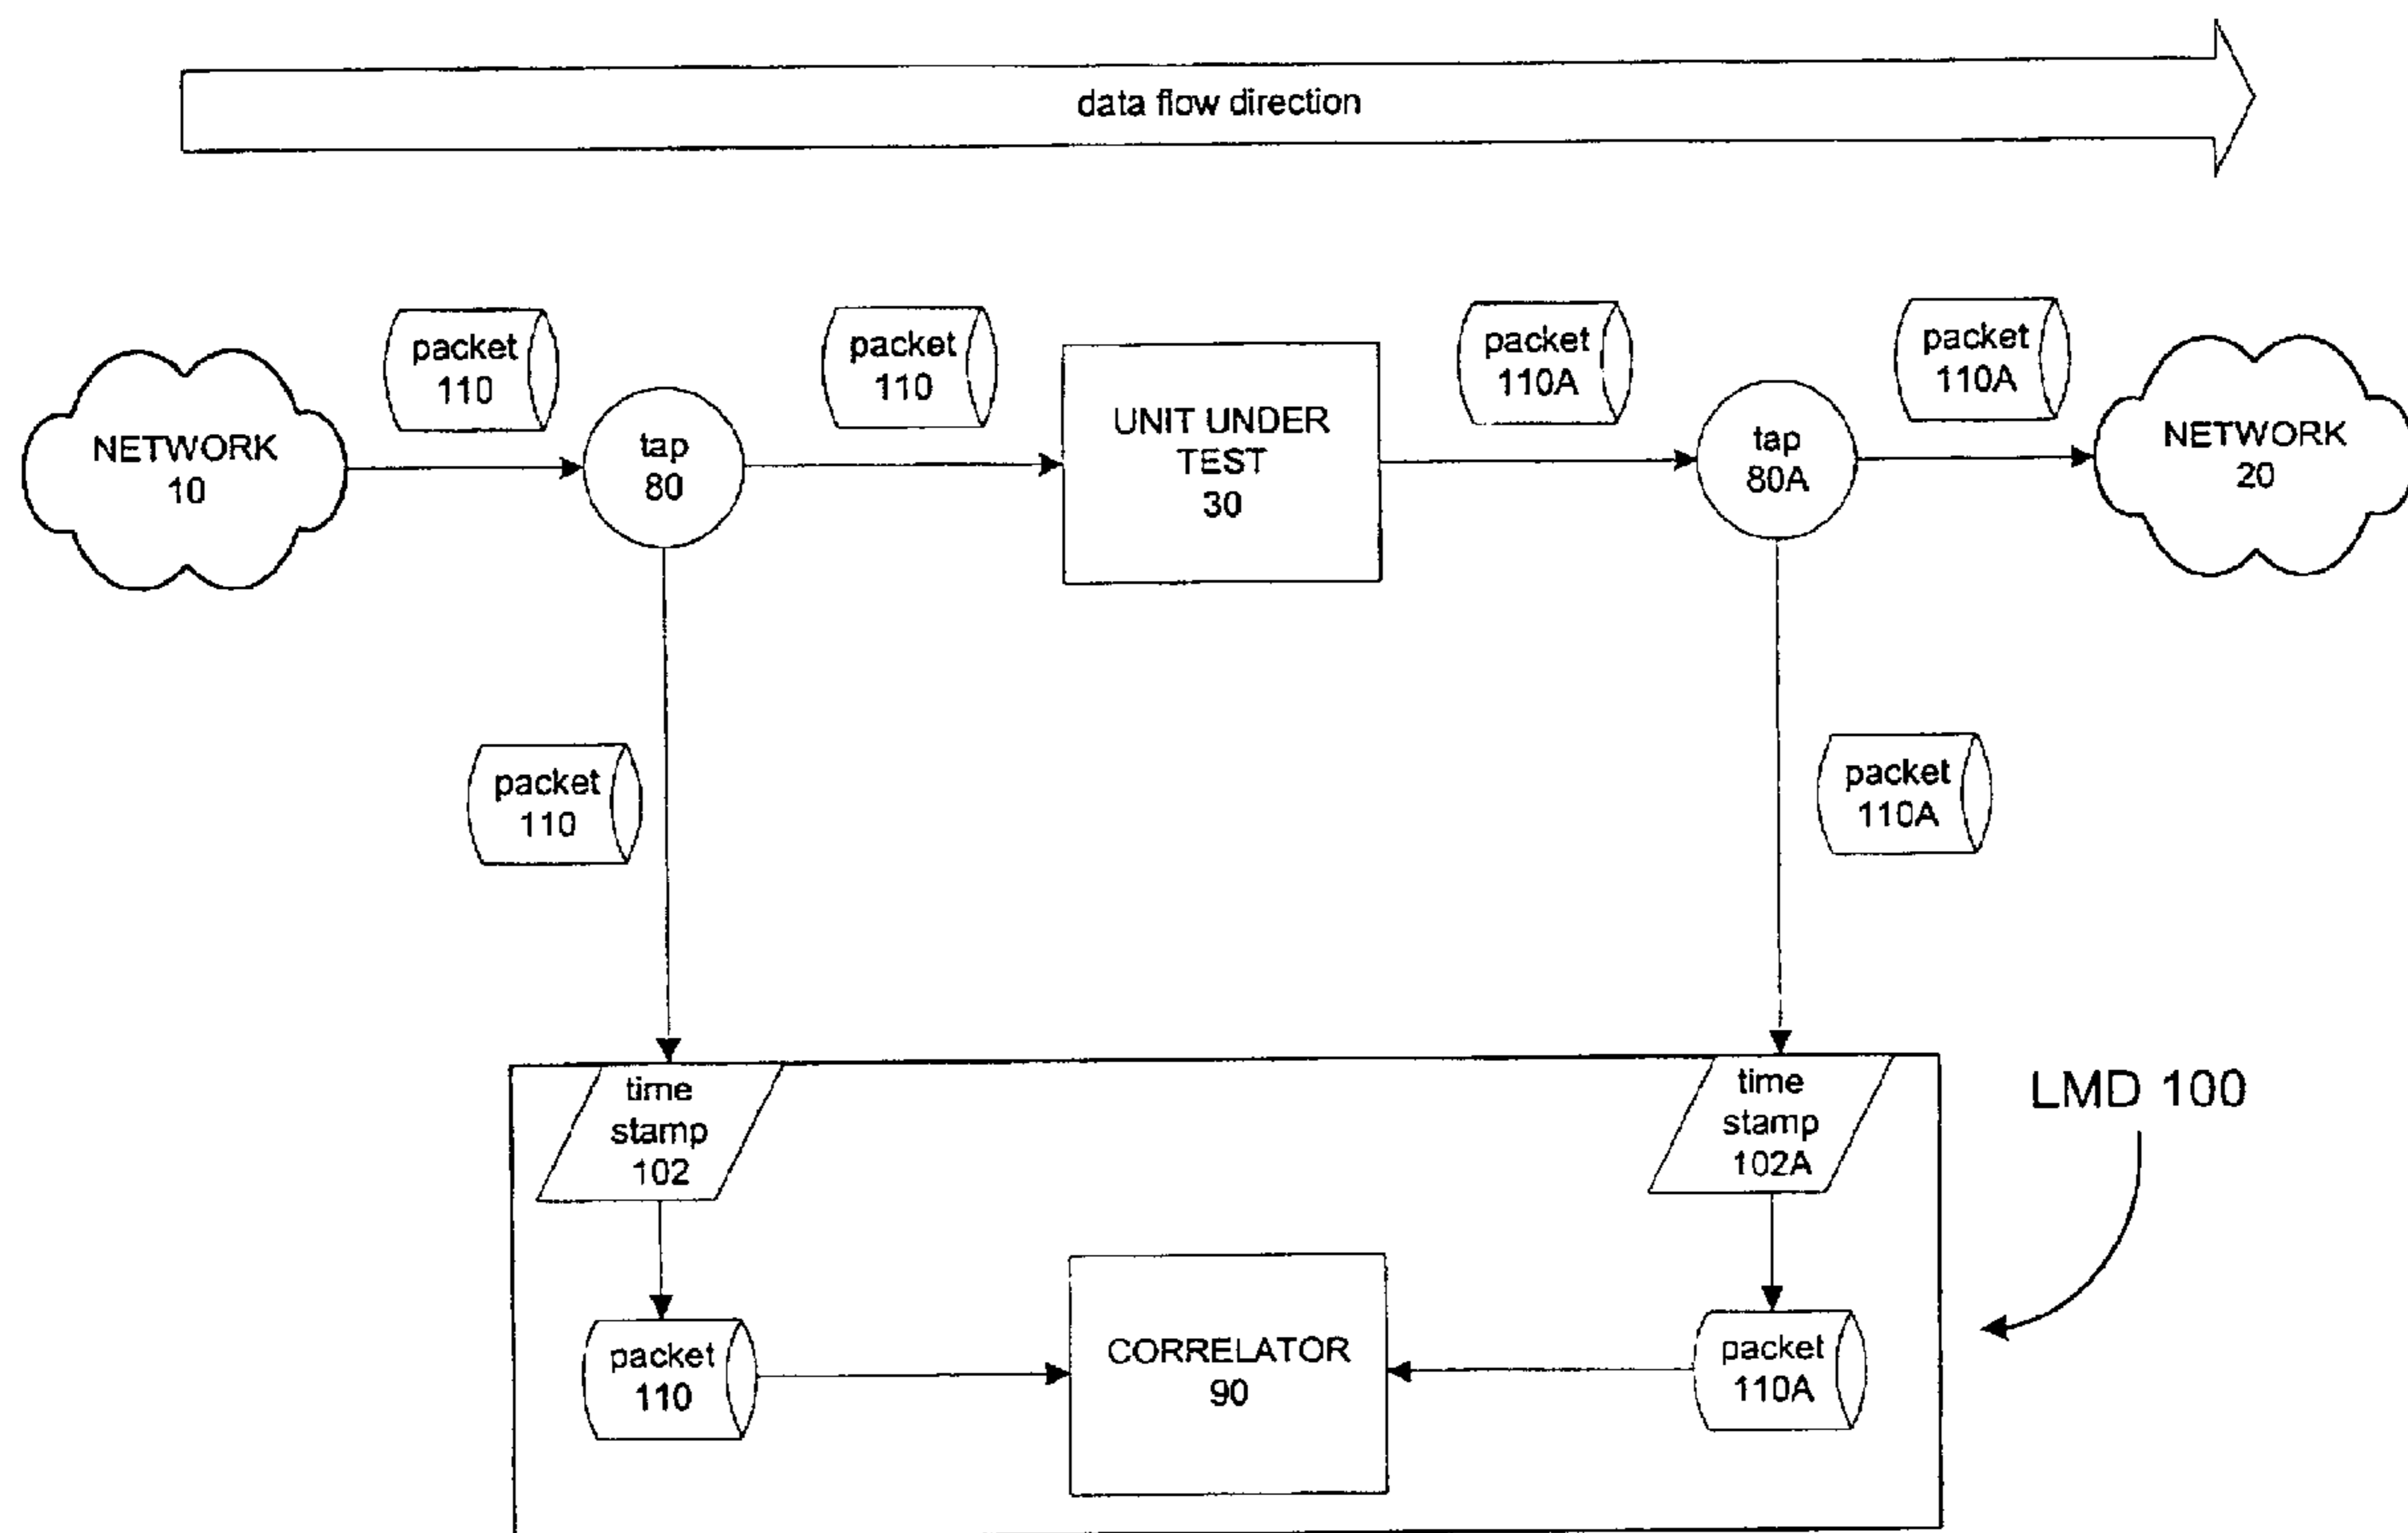 data flow direction
packet
110
packet
110
packet
110A
packet
110A
NETWORK
10
tap
80
UNIT UNDER
TEST
30
tap
80A
NETWORK
20
packet
110
packet
110A
time
stamp
102
time
stamp
102A
LMD 100
packet
110
CORRELATOR
90
packet
110A